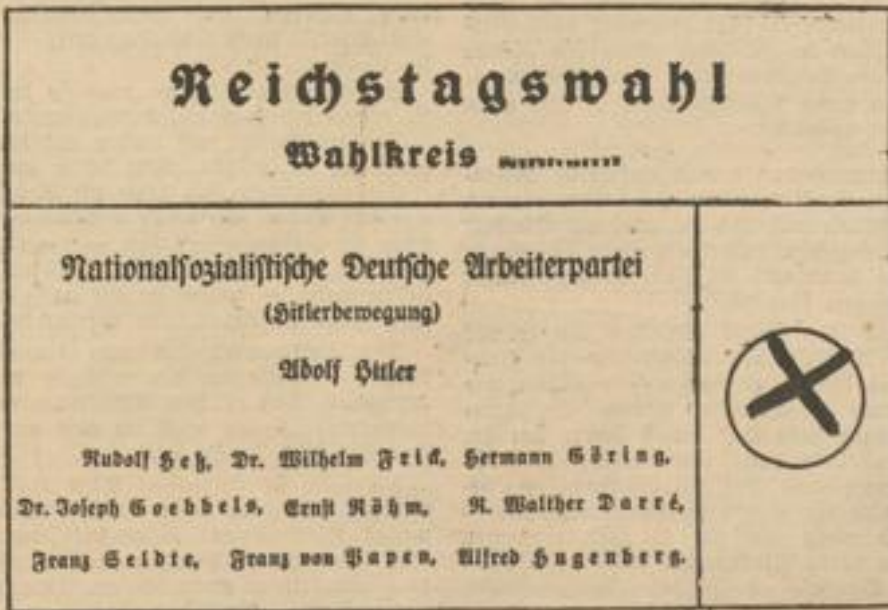 Reichstagswahl
Wahlkreis
Nationalsozialistische Deutsche Arbeiterpartei
(Hitlerbewegung)
Adolf Hitler
Rudolf Heß, Dr. Wilhelm Frick, Hermann Göring,
Dr. Joseph Goebbels, Ernst Röhm, R. Walther Darré,
Franz Seldte, Franz von Papen, Alfred Hugenberg.